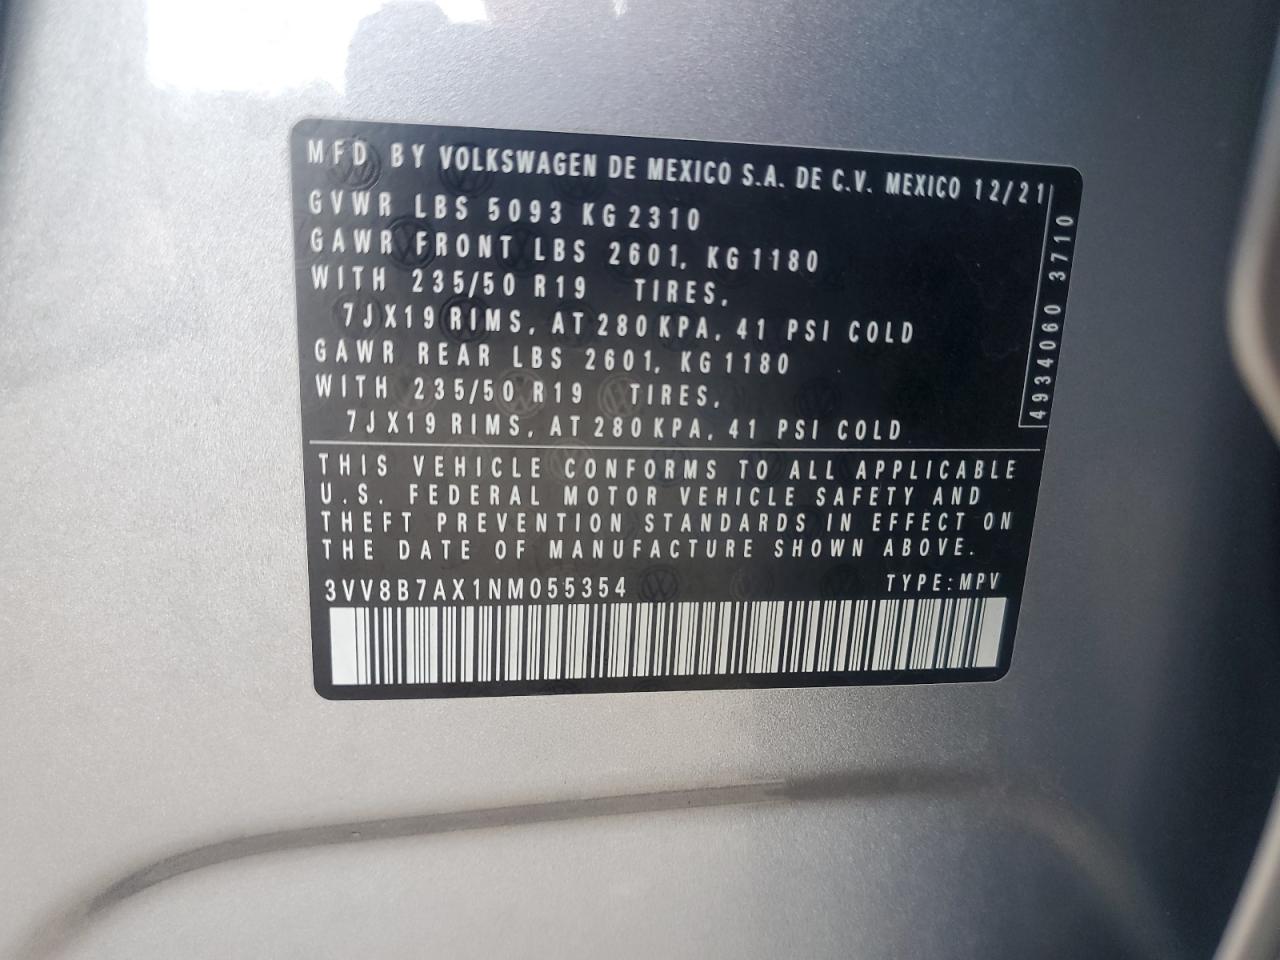 MFD BY VOLKSWAGEN DE MEXICO S.A. DE C.V. MEXICO 12/21
GVWR LBS 5093 KG 2310
GAWR FRONT LBS 2601, KG 1180
WITH 235/50 R19 TIRES,
7JX19 RIMS, AT 280 KPA, 41 PSI COLD
GAWR REAR LBS 2601, KG 1180
WITH 235/50 R19 TIRES,
7JX19 RIMS, AT 280 KPA, 41 PSI COLD
4934060 3710
THIS VEHICLE CONFORMS TO ALL APPLICABLE
U.S. FEDERAL MOTOR VEHICLE SAFETY AND
THEFT PREVENTION STANDARDS IN EFFECT ON
THE DATE OF MANUFACTURE SHOWN ABOVE.
3VV8B7AX1NM055354 TYPE:MPV